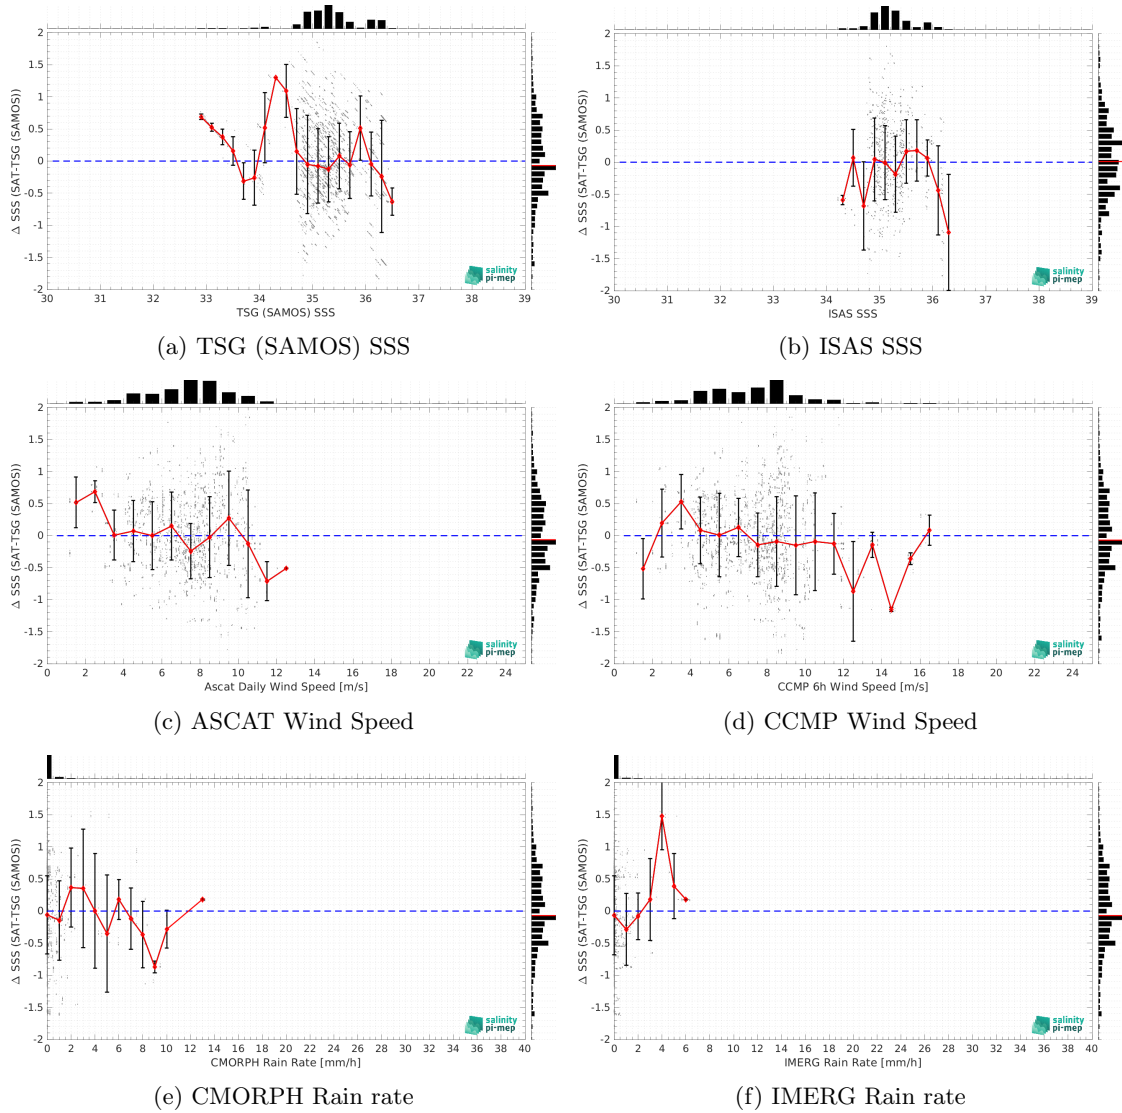 2
1.5
1
0.5
0
-0.5
-1
-1.5
-2
Δ SSS (SAT-TSG (SAMOS))
salinity
pi-mep
30 31 32 33 34 35 36 37 38 39
TSG (SAMOS) SSS
(a) TSG (SAMOS) SSS
2
1.5
1
0.5
0
-0.5
-1
-1.5
-2
Δ SSS (SAT-TSG (SAMOS))
salinity
pi-mep
30 31 32 33 34 35 36 37 38 39
ISAS SSS
(b) ISAS SSS
2
1.5
1
0.5
0
-0.5
-1
-1.5
-2
Δ SSS (SAT-TSG (SAMOS))
salinity
pi-mep
0 2 4 6 8 10 12 14 16 18 20 22 24
Ascat Daily Wind Speed [m/s]
(c) ASCAT Wind Speed
2
1.5
1
0.5
0
-0.5
-1
-1.5
-2
Δ SSS (SAT-TSG (SAMOS))
salinity
pi-mep
0 2 4 6 8 10 12 14 16 18 20 22 24
CCMP 6h Wind Speed [m/s]
(d) CCMP Wind Speed
2
1.5
1
0.5
0
-0.5
-1
-1.5
-2
Δ SSS (SAT-TSG (SAMOS))
salinity
pi-mep
0 2 4 6 8 10 12 14 16 18 20 22 24 26 28 30 32 34 36 38 40
CMORPH Rain Rate [mm/h]
(e) CMORPH Rain rate
2
1.5
1
0.5
0
-0.5
-1
-1.5
-2
Δ SSS (SAT-TSG (SAMOS))
salinity
pi-mep
0 2 4 6 8 10 12 14 16 18 20 22 24 26 28 30 32 34 36 38 40
IMERG Rain Rate [mm/h]
(f) IMERG Rain rate